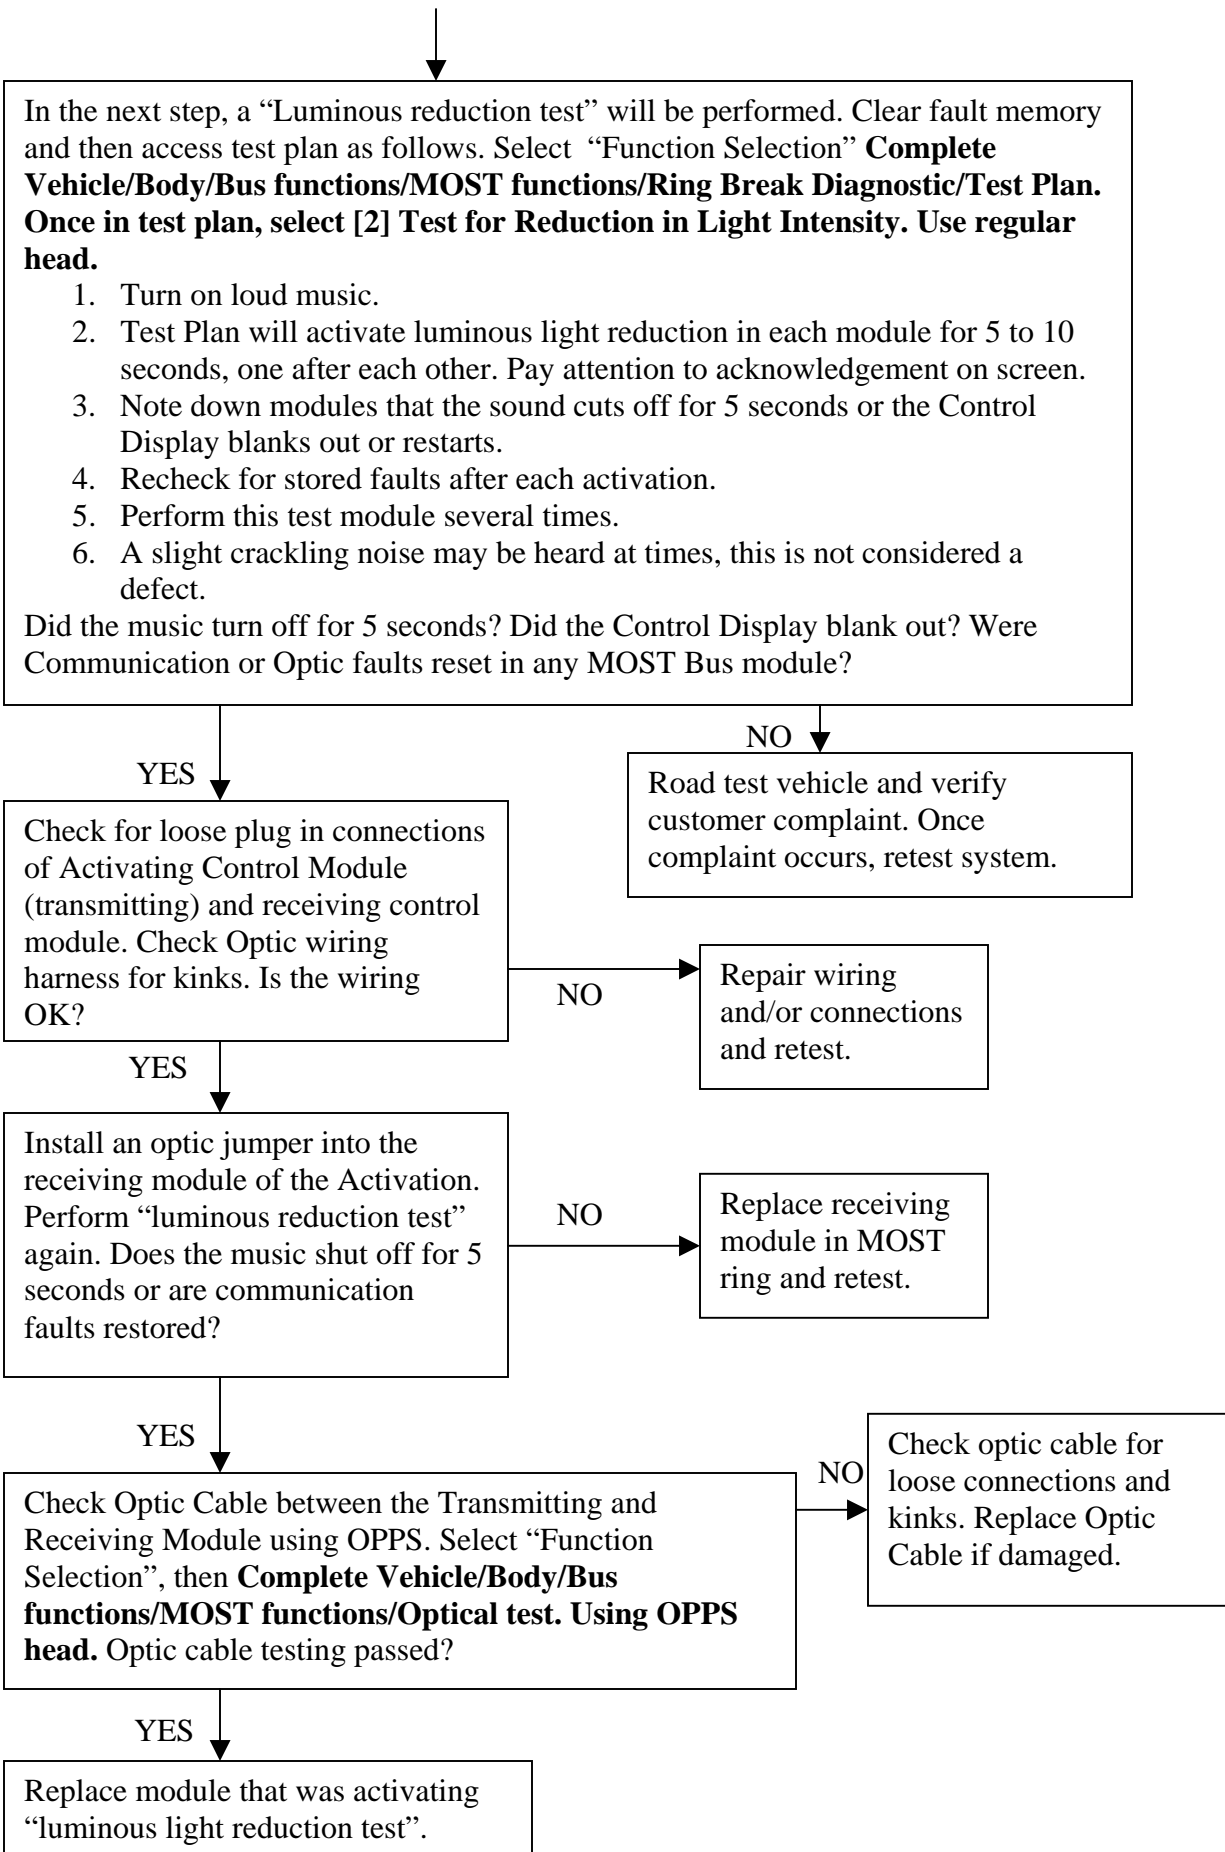 In the next step, a “Luminous reduction test” will be performed. Clear fault memory
and then access test plan as follows. Select “Function Selection” Complete
Vehicle/Body/Bus functions/MOST functions/Ring Break Diagnostic/Test Plan.
Once in test plan, select [2] Test for Reduction in Light Intensity. Use regular
head.
1. Turn on loud music.
2. Test Plan will activate luminous light reduction in each module for 5 to 10
seconds, one after each other. Pay attention to acknowledgement on screen.
3. Note down modules that the sound cuts off for 5 seconds or the Control
Display blanks out or restarts.
4. Recheck for stored faults after each activation.
5. Perform this test module several times.
6. A slight crackling noise may be heard at times, this is not considered a
defect.
Did the music turn off for 5 seconds? Did the Control Display blank out? Were
Communication or Optic faults reset in any MOST Bus module?
NO
Road test vehicle and verify
customer complaint. Once
complaint occurs, retest system.
YES
Check for loose plug in connections
of Activating Control Module
(transmitting) and receiving control
module. Check Optic wiring
harness for kinks. Is the wiring
OK?
NO
Repair wiring
and/or connections
and retest.
YES
Install an optic jumper into the
receiving module of the Activation.
Perform “luminous reduction test”
again. Does the music shut off for 5
seconds or are communication
faults restored?
NO
Replace receiving
module in MOST
ring and retest.
YES
Check Optic Cable between the Transmitting and
Receiving Module using OPPS. Select “Function
Selection”, then Complete Vehicle/Body/Bus
functions/MOST functions/Optical test. Using OPPS
head. Optic cable testing passed?
NO
Check optic cable for
loose connections and
kinks. Replace Optic
Cable if damaged.
YES
Replace module that was activating
“luminous light reduction test”.